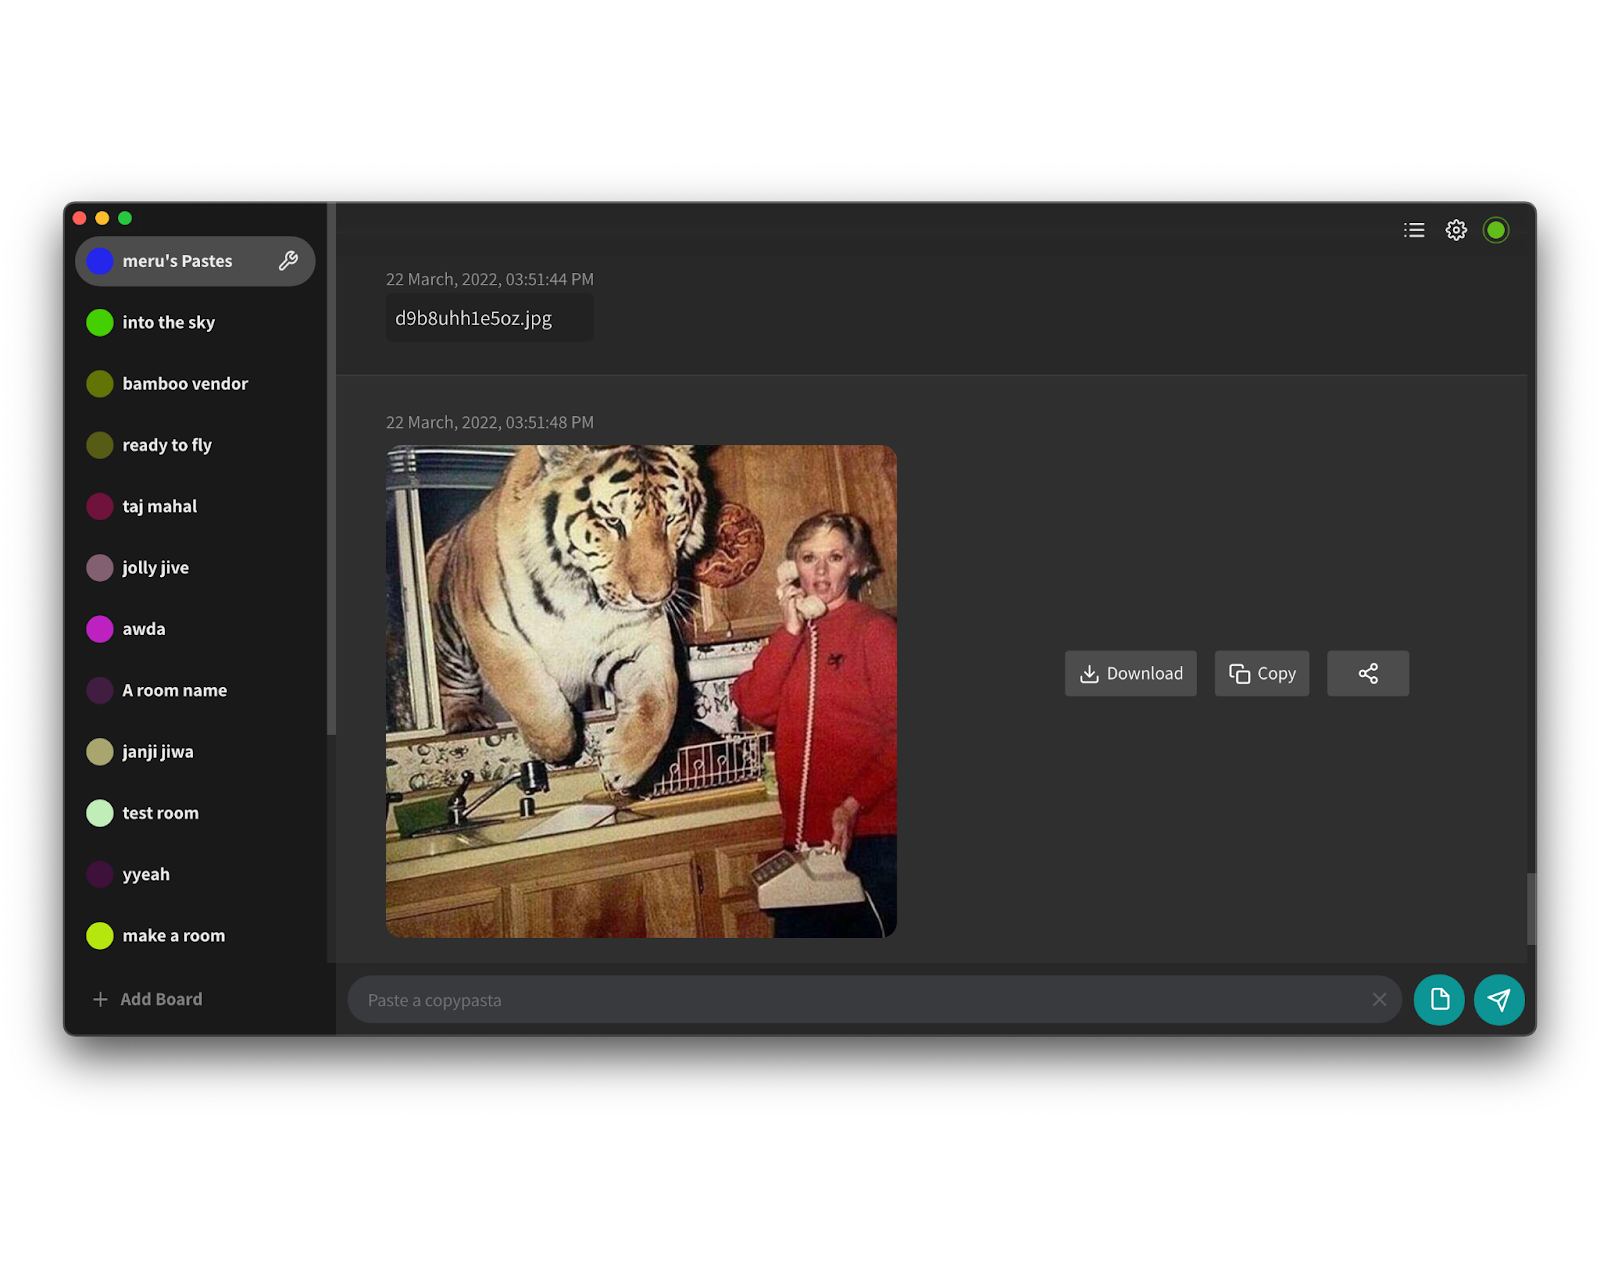 meru's Pastes
into the sky
bamboo vendor
ready to fly
taj mahal
jolly jive
awda
A room name
janji jiwa
test room
yyeah
make a room
Add Board
22 March, 2022, 03:51:44 PM
d9b8uhh1e5oz.jpg
22 March, 2022, 03:51:48 PM
Download
Copy
Paste a copypasta